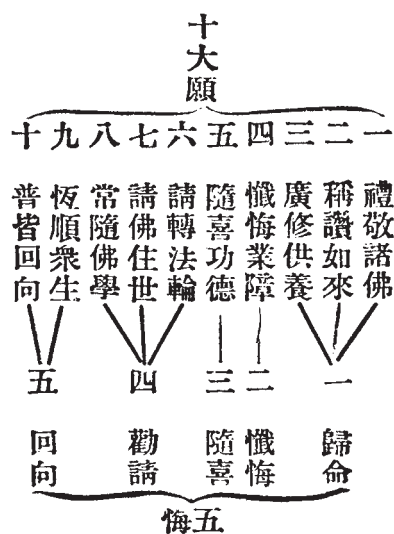 十大願
一 禮敬諸佛
二 稱讚如來
三 廣修供養
四 懺悔業障
五 隨喜功德
六 請轉法輪
七 請佛住世
八 常隨佛學
九 恆順衆生
十 普皆回向
一 歸命
二 懺悔
三 隨喜
四 勸請
五 回向
五悔